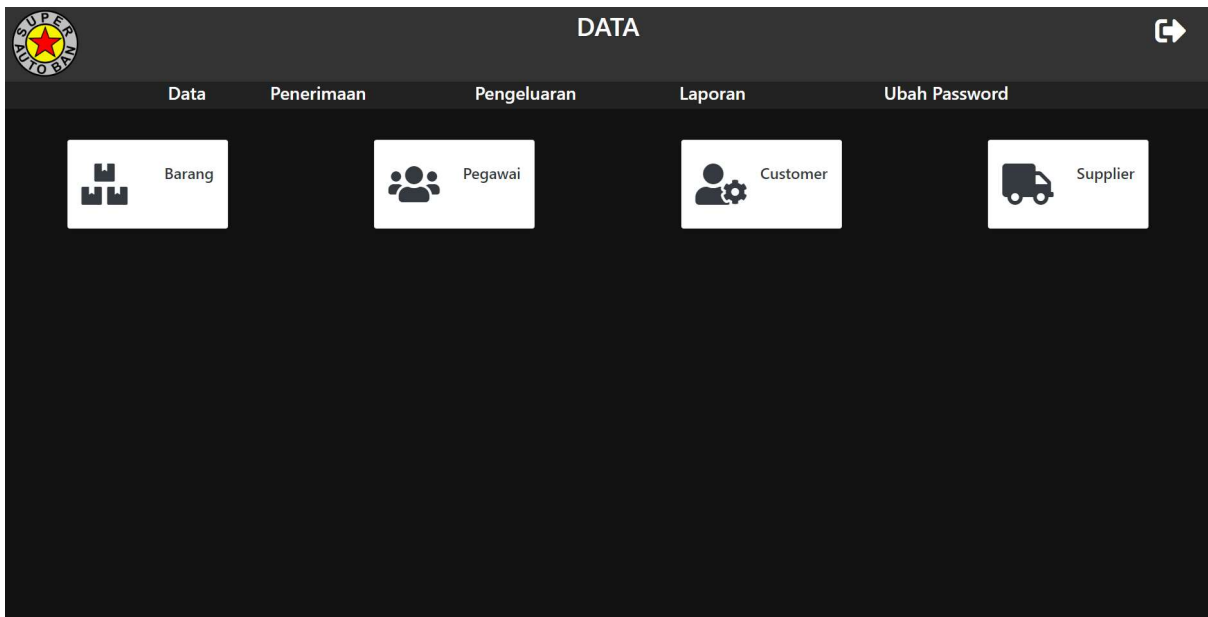 SUPER
AUTO BAN
DATA
Data Penerimaan Pengeluaran Laporan Ubah Password
Barang Pegawai Customer Supplier